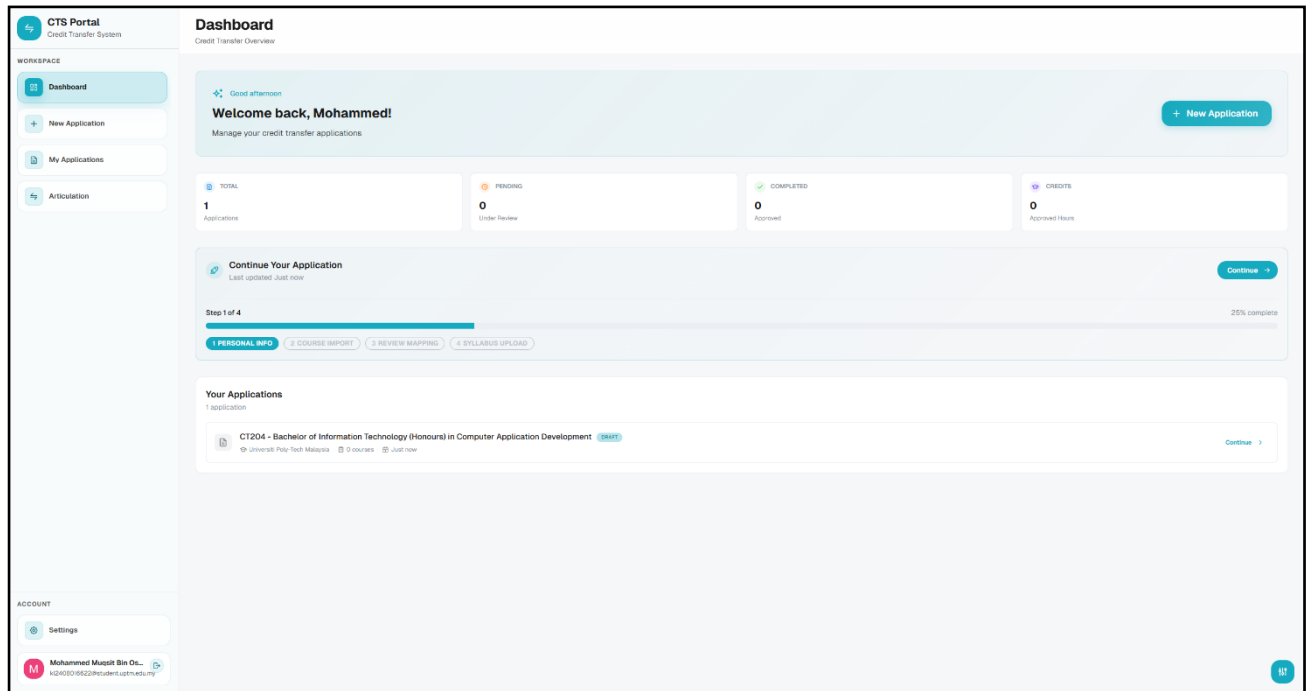 CTS Portal
Credit Transfer System
WORKSPACE
Dashboard
New Application
My Applications
Articulation
ACCOUNT
Settings
M
Mohammed Muqsit Bin Os...
kl2408016622@student.uptm.edu.my
Dashboard
Credit Transfer Overview
Good afternoon
Welcome back, Mohammed!
Manage your credit transfer applications
+ New Application
TOTAL
1
Applications
PENDING
0
Under Review
COMPLETED
0
Approved
CREDITS
0
Approved Hours
Continue Your Application
Last updated Just now
Continue →
Step 1 of 4
25% complete
1 PERSONAL INFO
2 COURSE IMPORT
3 REVIEW MAPPING
4 SYLLABUS UPLOAD
Your Applications
1 application
CT204 - Bachelor of Information Technology (Honours) in Computer Application Development DRAFT
Universiti Poly-Tech Malaysia 0 courses Just now
Continue >